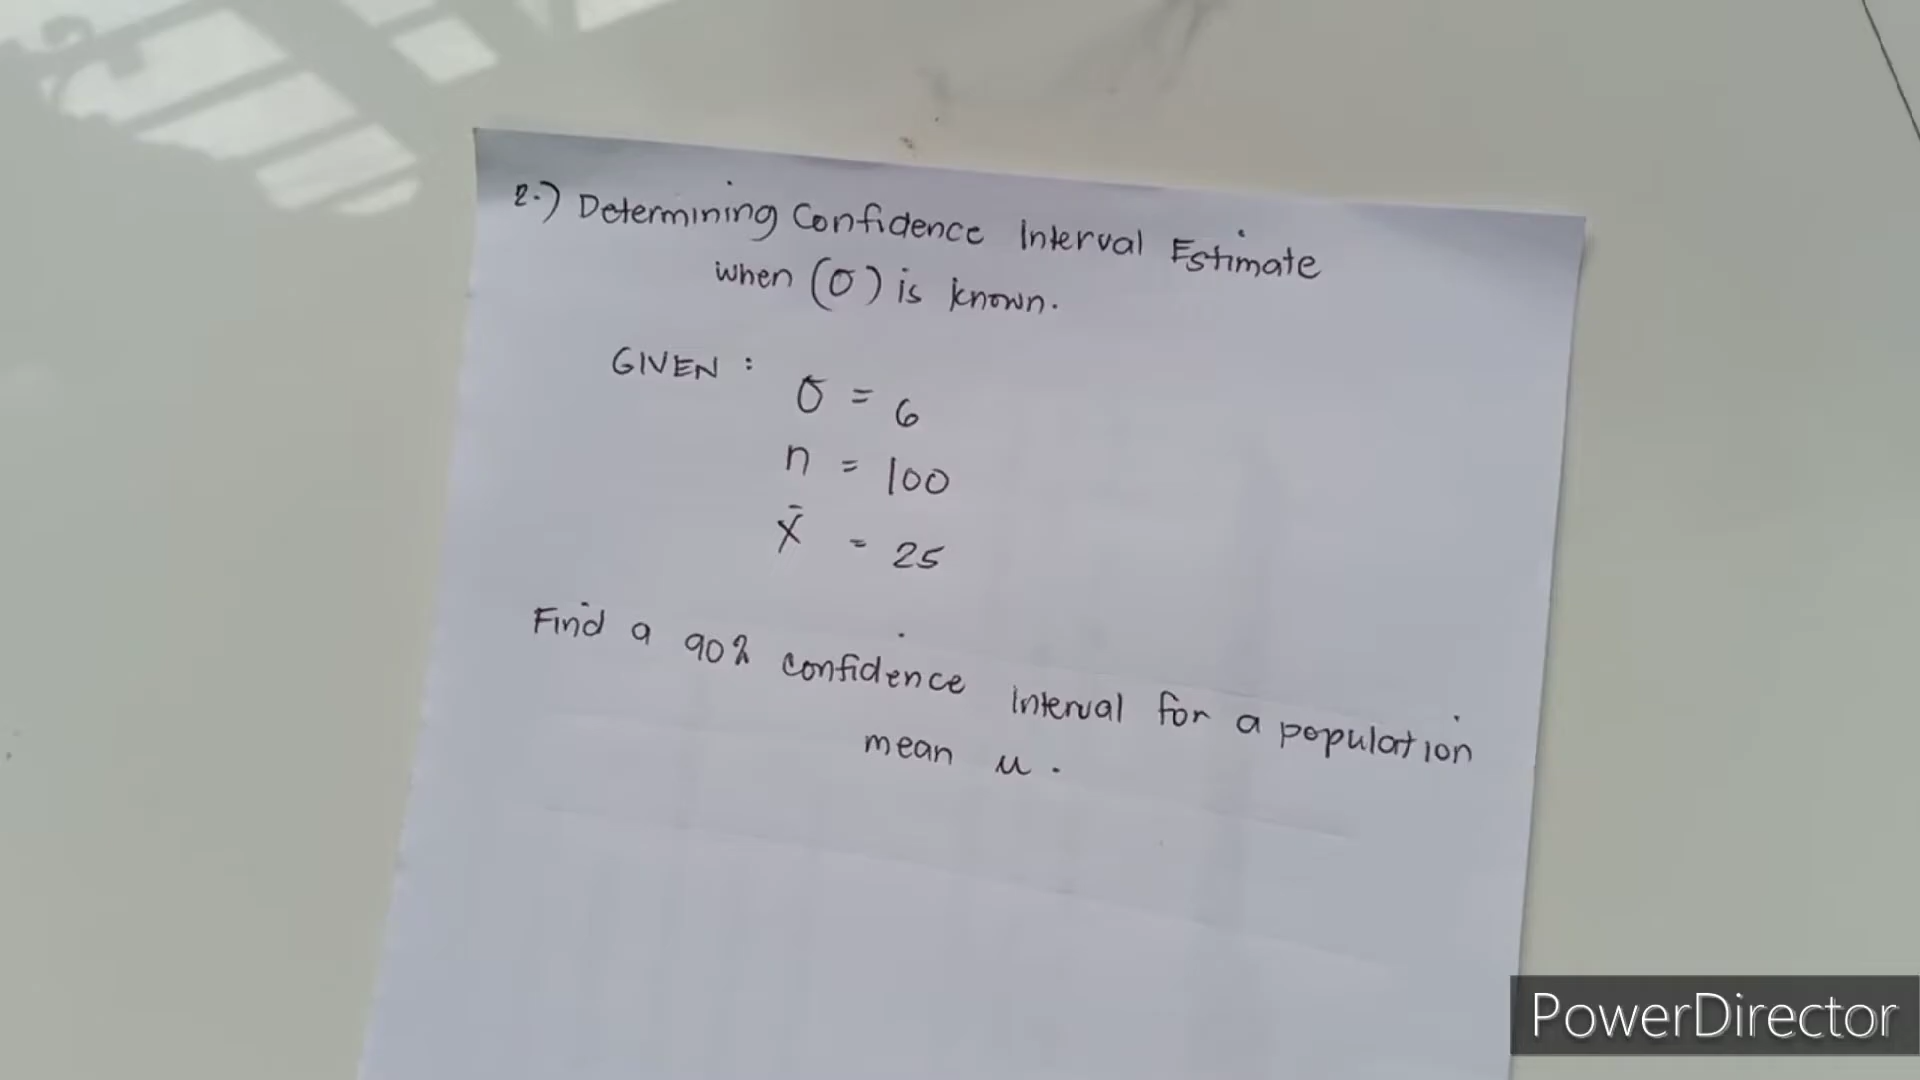 2.) Determining Confidence Interval Estimate
when (σ) is known.
GIVEN :
σ = 6
n = 100
x̄ = 25
Find a 90% confidence interval for a population
mean u.
PowerDirector